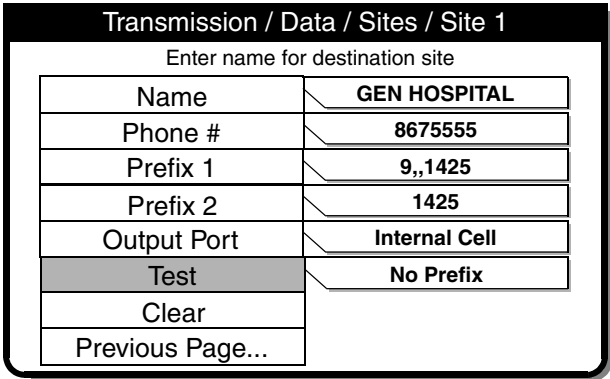 Transmission / Data / Sites / Site 1
Enter name for destination site
Name GEN HOSPITAL
Phone # 8675555
Prefix 1 9,,1425
Prefix 2 1425
Output Port Internal Cell
Test No Prefix
Clear
Previous Page...